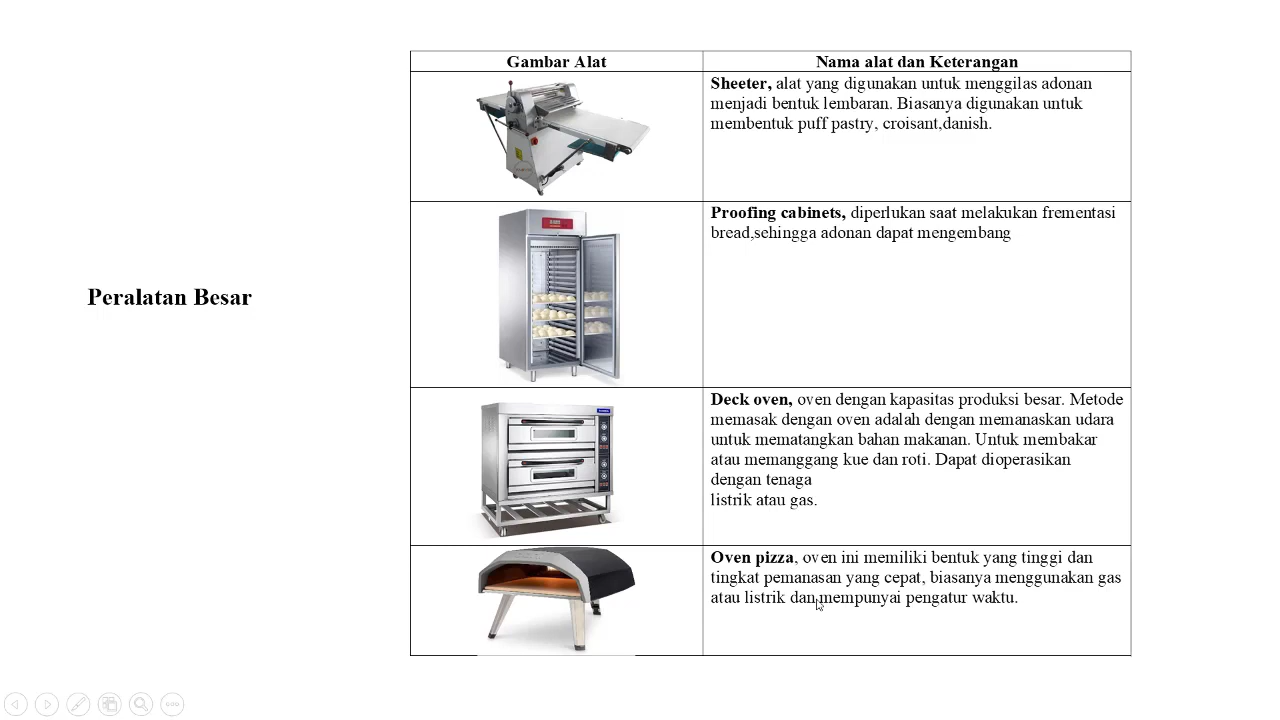 Peralatan Besar
Gambar Alat
Nama alat dan Keterangan
Sheeter, alat yang digunakan untuk menggilas adonan
menjadi bentuk lembaran. Biasanya digunakan untuk
membentuk puff pastry, croisant,danish.
Proofing cabinets, diperlukan saat melakukan frementasi
bread,sehingga adonan dapat mengembang
Deck oven, oven dengan kapasitas produksi besar. Metode
memasak dengan oven adalah dengan memanaskan udara
untuk mematangkan bahan makanan. Untuk membakar
atau memanggang kue dan roti. Dapat dioperasikan
dengan tenaga
listrik atau gas.
Oven pizza, oven ini memiliki bentuk yang tinggi dan
tingkat pemanasan yang cepat, biasanya menggunakan gas
atau listrik dan mempunyai pengatur waktu.